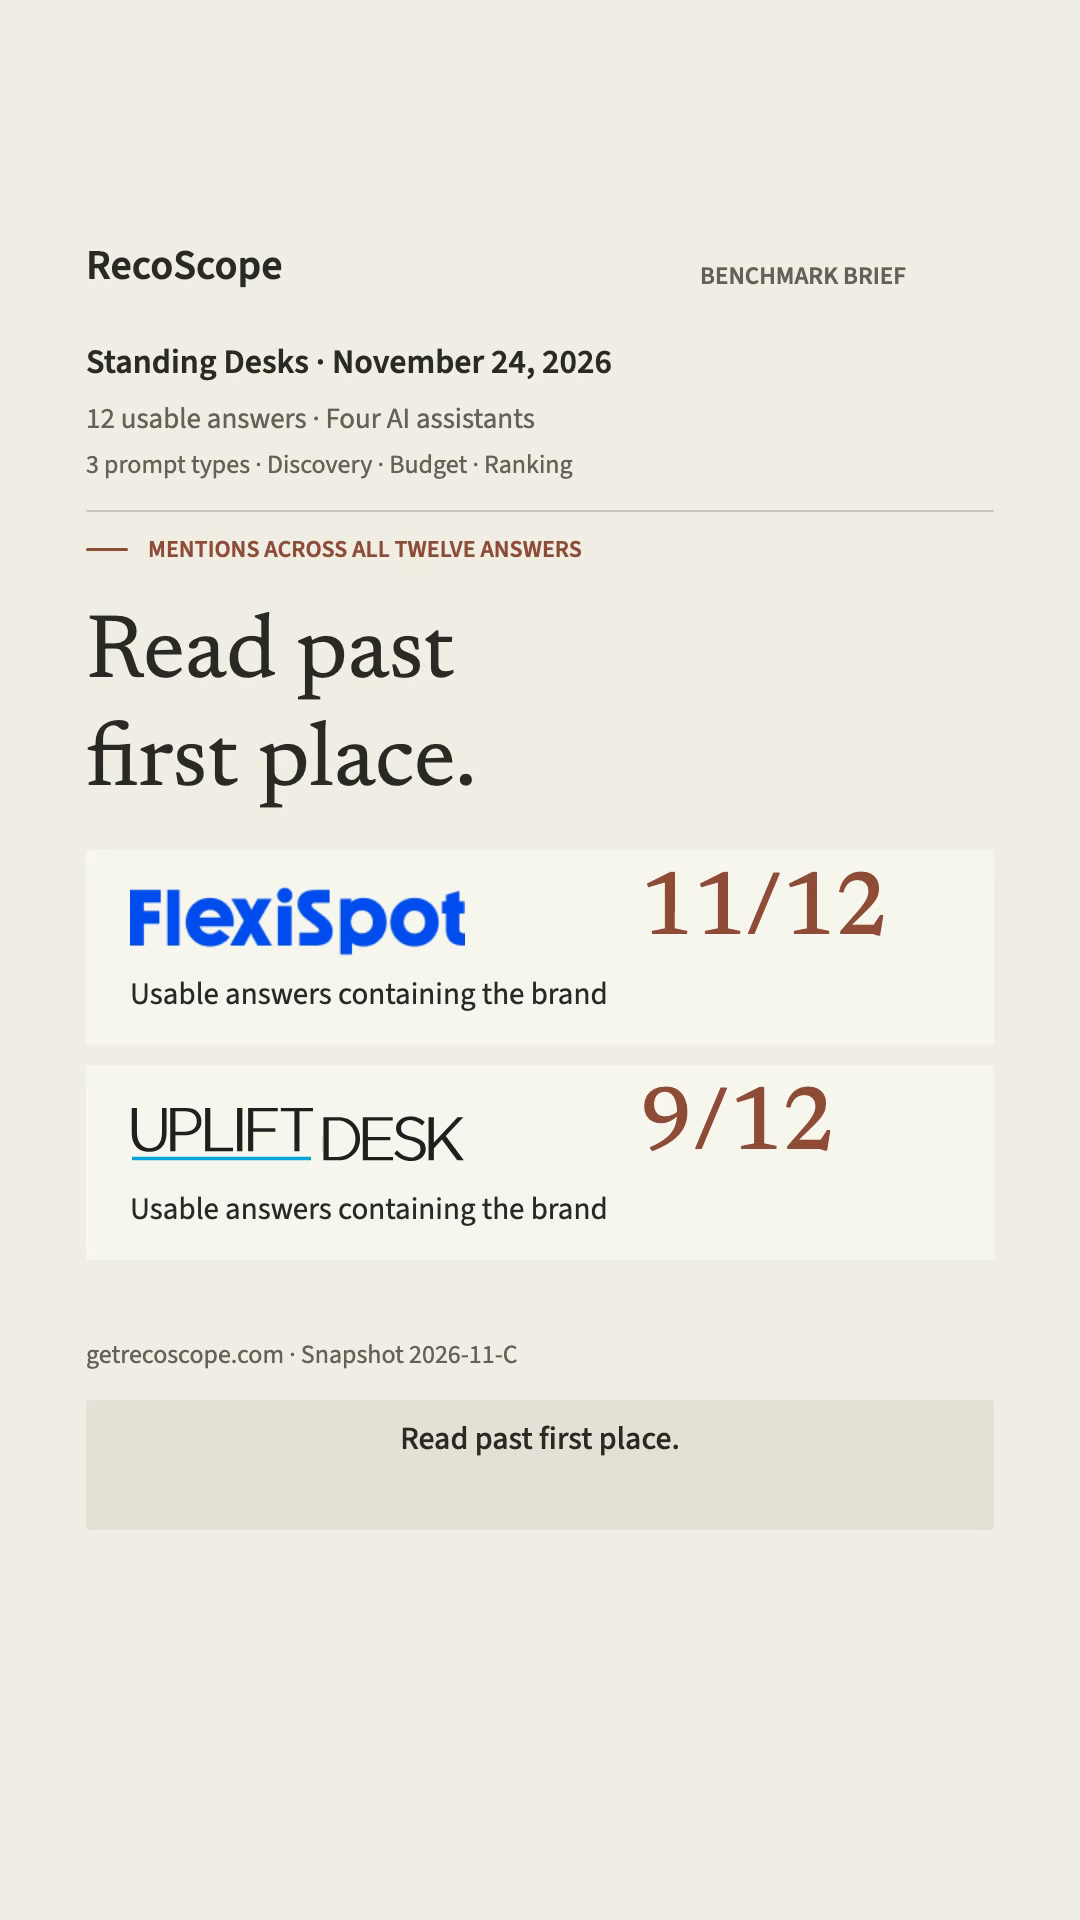 RecoScope
BENCHMARK BRIEF
Standing Desks · November 24, 2026
12 usable answers · Four AI assistants
3 prompt types · Discovery · Budget · Ranking
MENTIONS ACROSS ALL TWELVE ANSWERS
Read past
first place.
FlexiSpot
11/12
Usable answers containing the brand
UPLIFT DESK
9/12
Usable answers containing the brand
getrecoscope.com · Snapshot 2026-11-C
Read past first place.